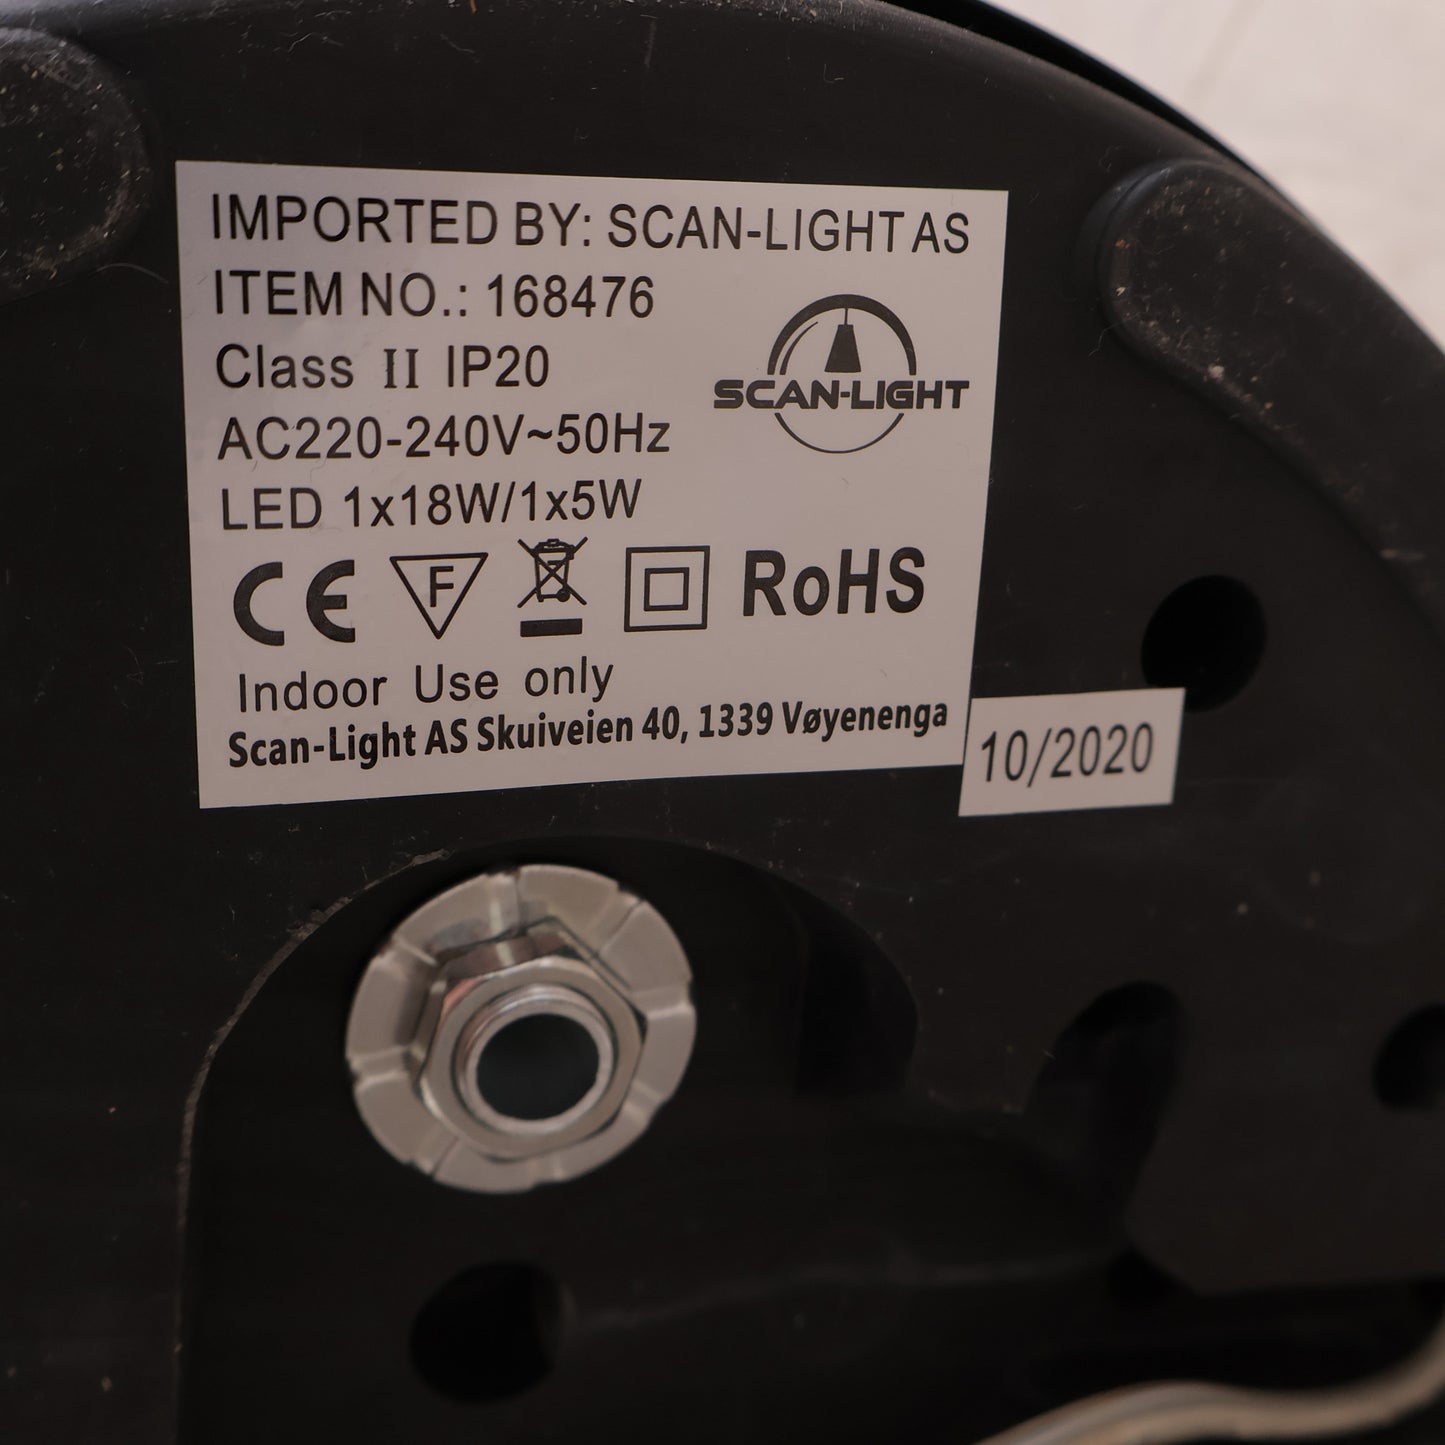 IMPORTED BY: SCAN-LIGHT AS
ITEM NO.: 168476
Class II IP20
SCAN-LIGHT
AC220-240V~50Hz
LED 1x18W/1x5W
CE F RoHS
Indoor Use only
Scan-Light AS Skuiveien 40, 1339 Vøyenenga
10/2020